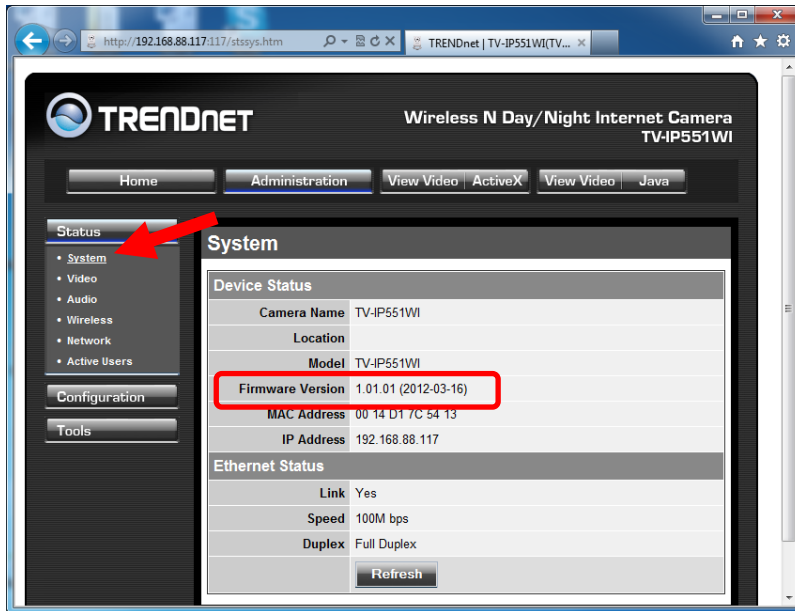 http://192.168.88.117:117/stssys.htm
TRENDnet | TV-IP551WI(TV...
TRENDNET
Wireless N Day/Night Internet Camera
TV-IP551WI
Home
Administration
View Video | ActiveX
View Video | Java
Status
• System
• Video
• Audio
• Wireless
• Network
• Active Users
Configuration
Tools
System
Device Status
Camera Name TV-IP551WI
Location
Model TV-IP551WI
Firmware Version 1.01.01 (2012-03-16)
MAC Address 00 14 D1 7C 54 13
IP Address 192.168.88.117
Ethernet Status
Link Yes
Speed 100M bps
Duplex Full Duplex
Refresh